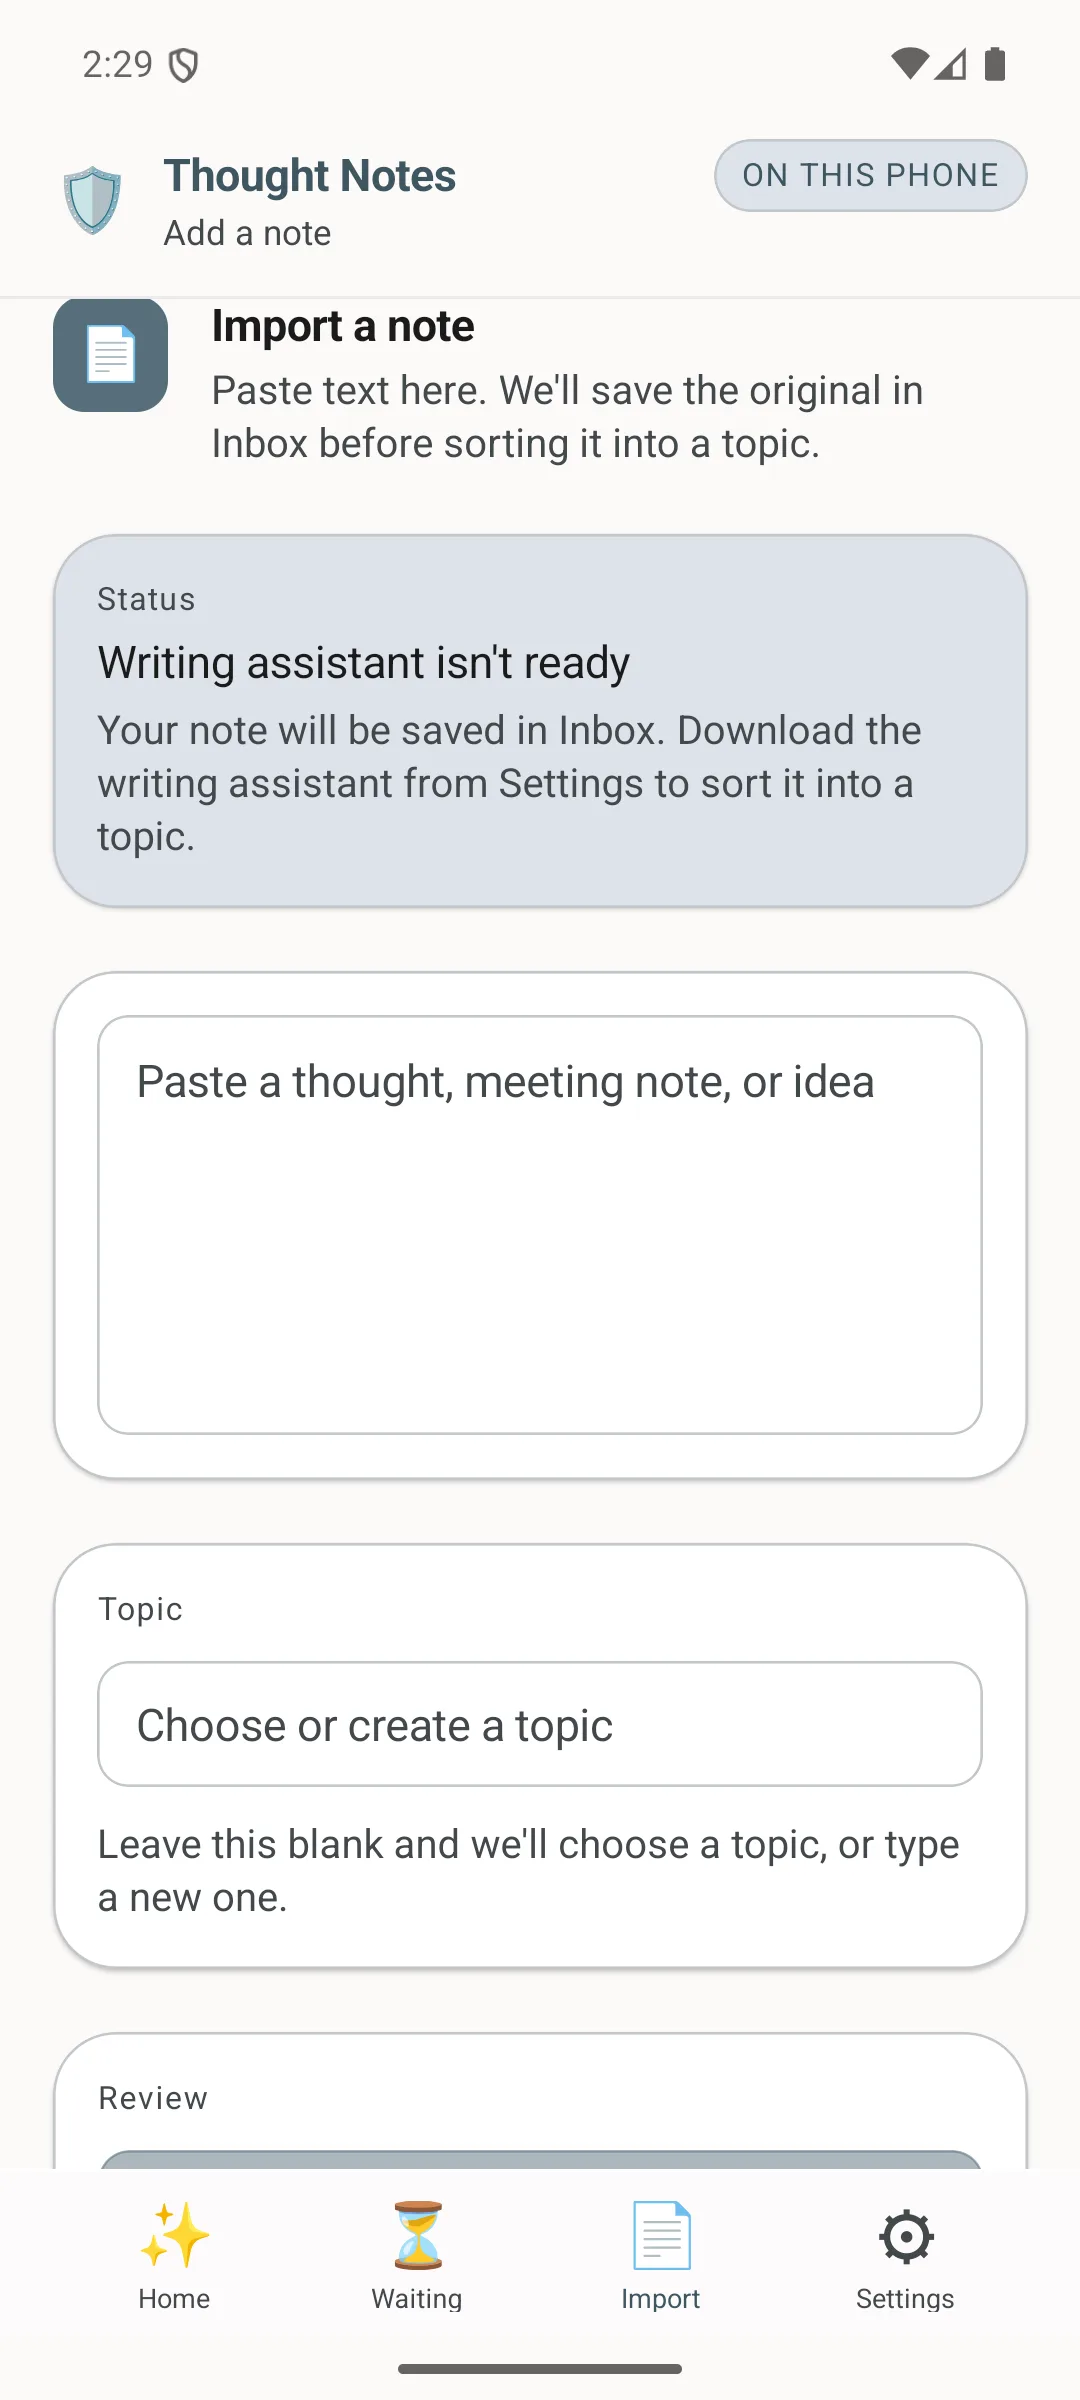 2:29
Thought Notes
ON THIS PHONE
Add a note
Import a note
Paste text here. We'll save the original in
Inbox before sorting it into a topic.
Status
Writing assistant isn't ready
Your note will be saved in Inbox. Download the
writing assistant from Settings to sort it into a
topic.
Paste a thought, meeting note, or idea
Topic
Choose or create a topic
Leave this blank and we'll choose a topic, or type
a new one.
Review
Home
Waiting
Import
Settings